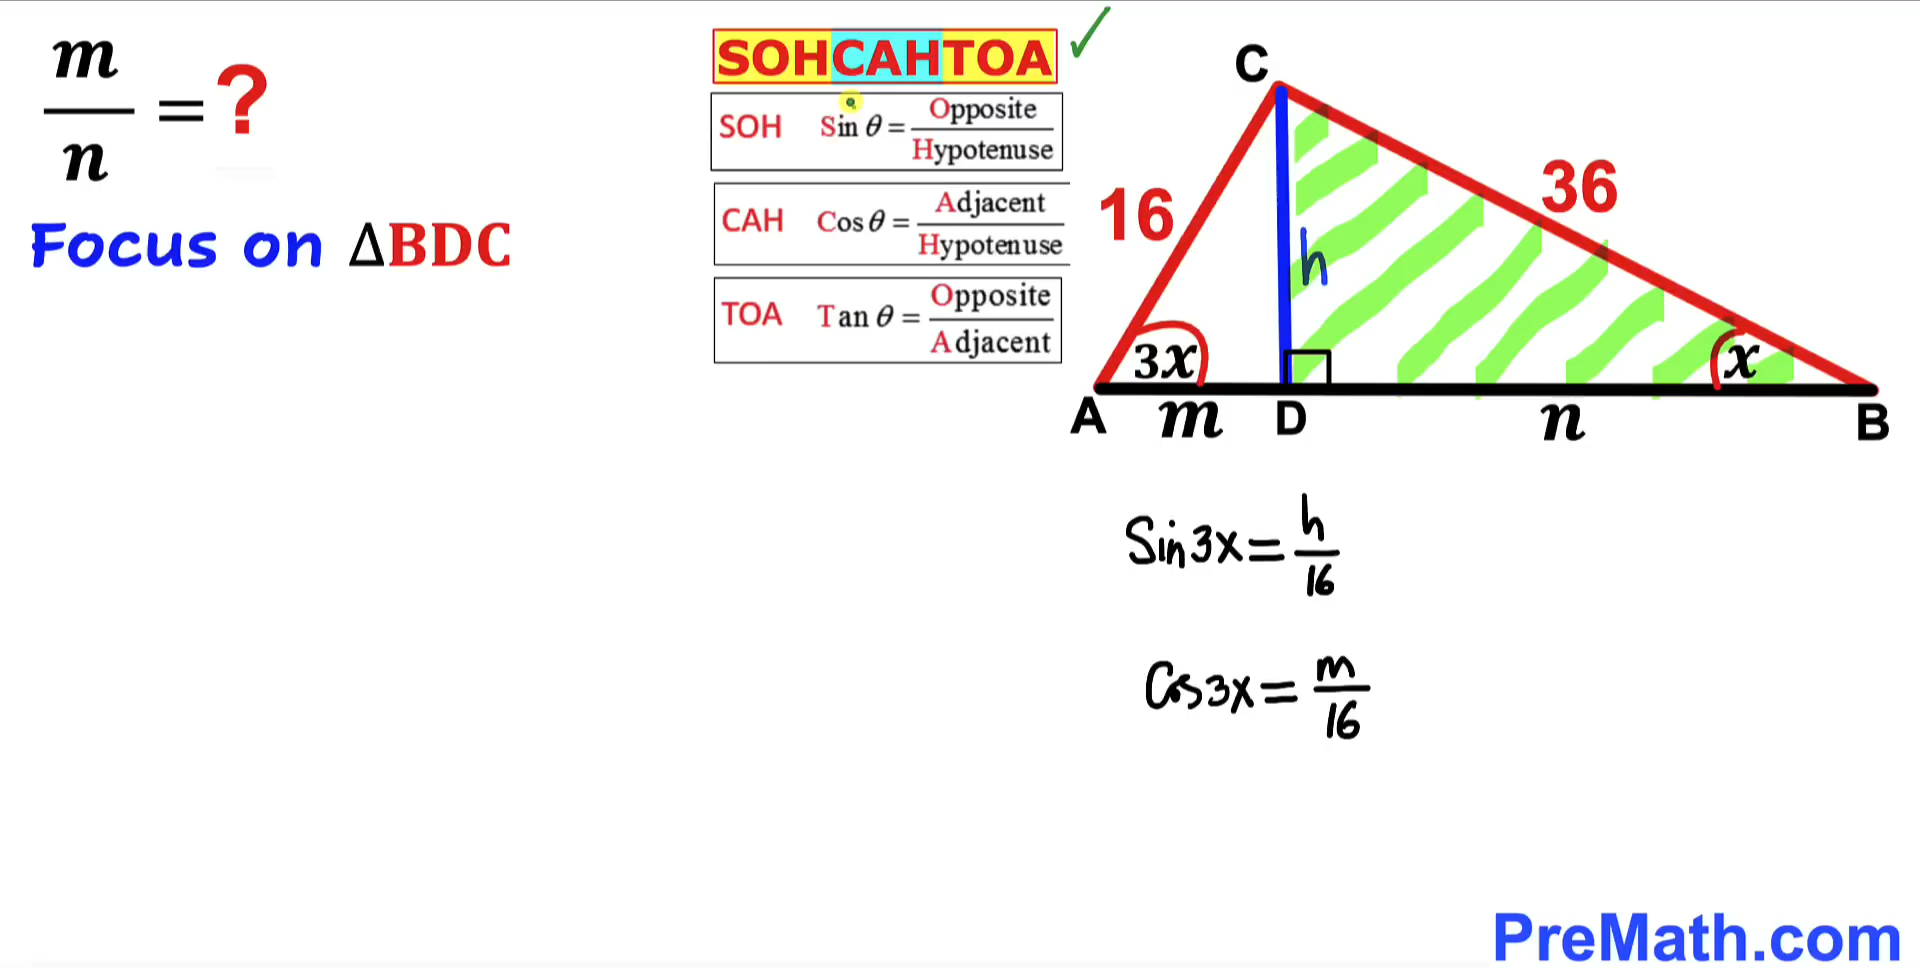 m
n
= ?
Focus on ΔBDC
SOHCAHTOA ✓
SOH Sin θ = Opposite
Hypotenuse
CAH Cos θ = Adjacent
Hypotenuse
TOA Tan θ = Opposite
Adjacent
C
16
36
h
3x
x
A m D n B
Sin3x = h
16
Cos3x = m
16
PreMath.com